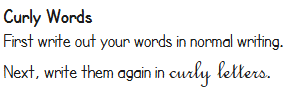 Curly Words
First write out your words in normal writing.
Next, write them again in curly letters.